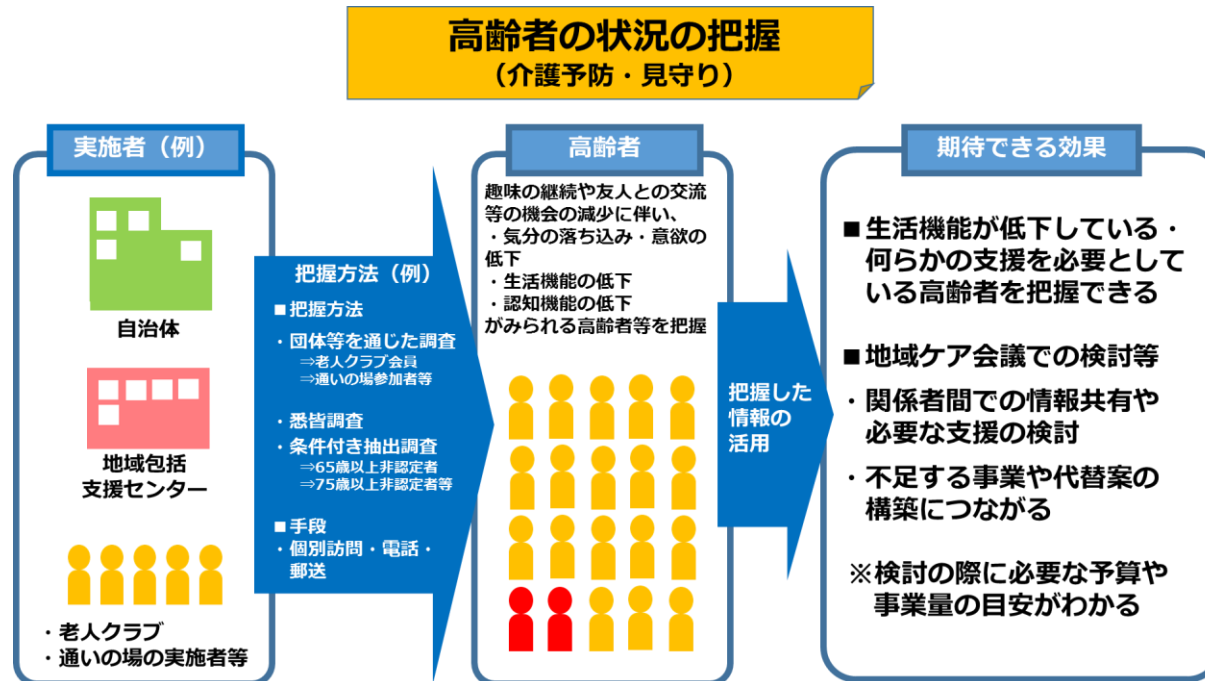 高齢者の状況の把握
（介護予防・見守り）
実施者（例）
自治体
地域包括
支援センター
・老人クラブ
・通いの場の実施者等
把握方法（例）
■把握方法
・団体等を通じた調査
⇒老人クラブ会員
⇒通いの場参加者等
・悉皆調査
・条件付き抽出調査
⇒65歳以上非認定者
⇒75歳以上非認定者等
■手段
・個別訪問・電話・
郵送
高齢者
趣味の継続や友人との交流
等の機会の減少に伴い、
・気分の落ち込み・意欲の
低下
・生活機能の低下
・認知機能の低下
がみられる高齢者等を把握
把握した
情報の
活用
期待できる効果
■生活機能が低下している・
何らかの支援を必要として
いる高齢者を把握できる
■地域ケア会議での検討等
・関係者間での情報共有や
必要な支援の検討
・不足する事業や代替案の
構築につながる
※検討の際に必要な予算や
事業量の目安がわかる